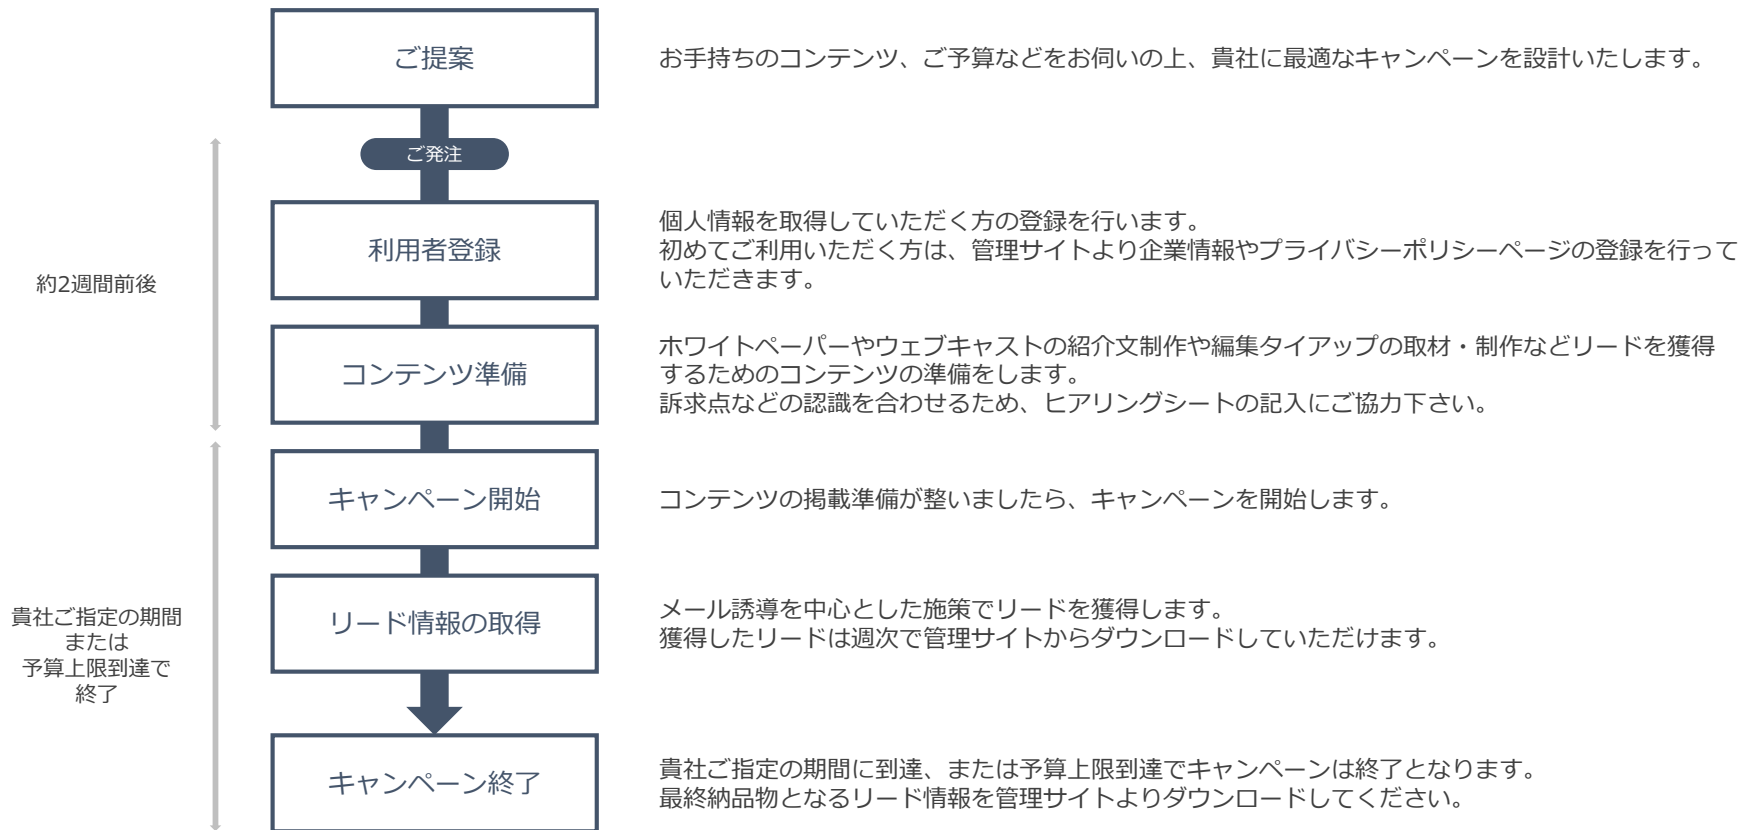 ご提案
お手持ちのコンテンツ、ご予算などをお伺いの上、貴社に最適なキャンペーンを設計いたします。
ご発注
約2週間前後
利用者登録
個人情報を取得していただく方の登録を行います。
初めてご利用いただく方は、管理サイトより企業情報やプライバシーポリシーページの登録を行って
いただきます。
コンテンツ準備
ホワイトペーパーやウェブキャストの紹介文制作や編集タイアップの取材・制作などリードを獲得
するためのコンテンツの準備をします。
訴求点などの認識を合わせるため、ヒアリングシートの記入にご協力下さい。
キャンペーン開始
コンテンツの掲載準備が整いましたら、キャンペーンを開始します。
貴社ご指定の期間
または
予算上限到達で
終了
リード情報の取得
メール誘導を中心とした施策でリードを獲得します。
獲得したリードは週次で管理サイトからダウンロードしていただけます。
キャンペーン終了
貴社ご指定の期間に到達、または予算上限到達でキャンペーンは終了となります。
最終納品物となるリード情報を管理サイトよりダウンロードしてください。